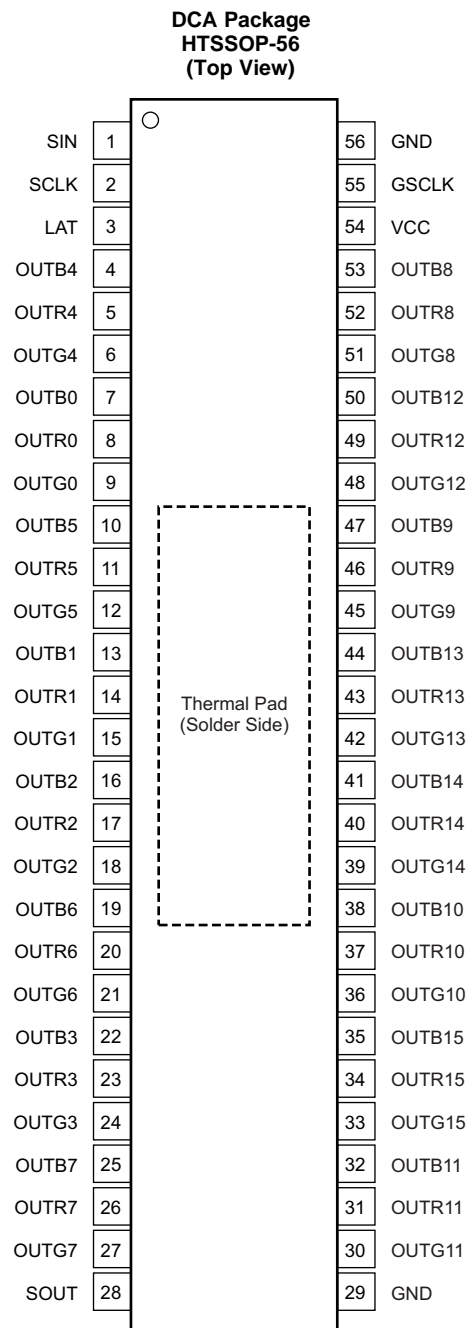 DCA Package
HTSSOP-56
(Top View)
SIN 1 56 GND
SCLK 2 55 GSCLK
LAT 3 54 VCC
OUTB4 4 53 OUTB8
OUTR4 5 52 OUTR8
OUTG4 6 51 OUTG8
OUTB0 7 50 OUTB12
OUTR0 8 49 OUTR12
OUTG0 9 48 OUTG12
OUTB5 10 47 OUTB9
OUTR5 11 46 OUTR9
OUTG5 12 45 OUTG9
OUTB1 13 44 OUTB13
OUTR1 14 43 OUTR13
Thermal Pad
(Solder Side)
OUTG1 15 42 OUTG13
OUTB2 16 41 OUTB14
OUTR2 17 40 OUTR14
OUTG2 18 39 OUTG14
OUTB6 19 38 OUTB10
OUTR6 20 37 OUTR10
OUTG6 21 36 OUTG10
OUTB3 22 35 OUTB15
OUTR3 23 34 OUTR15
OUTG3 24 33 OUTG15
OUTB7 25 32 OUTB11
OUTR7 26 31 OUTR11
OUTG7 27 30 OUTG11
SOUT 28 29 GND